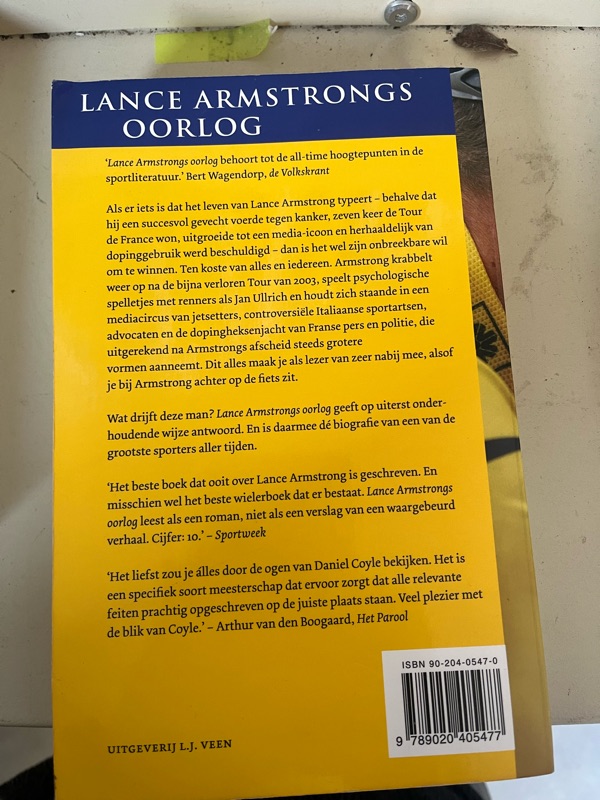 LANCE ARMSTRONGS
OORLOG
‘Lance Armstrongs oorlog behoort tot de all-time hoogtepunten in de
sportliteratuur.’ Bert Wagendorp, de Volkskrant
Als er iets is dat het leven van Lance Armstrong typeert – behalve dat
hij een succesvol gevecht voerde tegen kanker, zeven keer de Tour
de France won, uitgroeide tot een media-icoon en herhaaldelijk van
dopinggebruik werd beschuldigd – dan is het wel zijn onbreekbare wil
om te winnen. Ten koste van alles en iedereen. Armstrong krabbelt
weer op na de bijna verloren Tour van 2003, speelt psychologische
spelletjes met renners als Jan Ullrich en houdt zich staande in een
mediacircus van jetsetters, controversiële Italiaanse sportartsen,
advocaten en de dopingheksenjacht van Franse pers en politie, die
uitgerekend na Armstrongs afscheid steeds grotere
vormen aanneemt. Dit alles maak je als lezer van zeer nabij mee, alsof
je bij Armstrong achter op de fiets zit.
Wat drijft deze man? Lance Armstrongs oorlog geeft op uiterst onder-
houdende wijze antwoord. En is daarmee dé biografie van een van de
grootste sporters aller tijden.
‘Het beste boek dat ooit over Lance Armstrong is geschreven. En
misschien wel het beste wielerboek dat er bestaat. Lance Armstrongs
oorlog leest als een roman, niet als een verslag van een waargebeurd
verhaal. Cijfer: 10.’ – Sportweek
‘Het liefst zou je álles door de ogen van Daniel Coyle bekijken. Het is
een specifiek soort meesterschap dat ervoor zorgt dat alle relevante
feiten prachtig opgeschreven op de juiste plaats staan. Veel plezier met
de blik van Coyle.’ – Arthur van den Boogaard, Het Parool
ISBN 90-204-0547-0
9 789020 405477
UITGEVERIJ L.J. VEEN